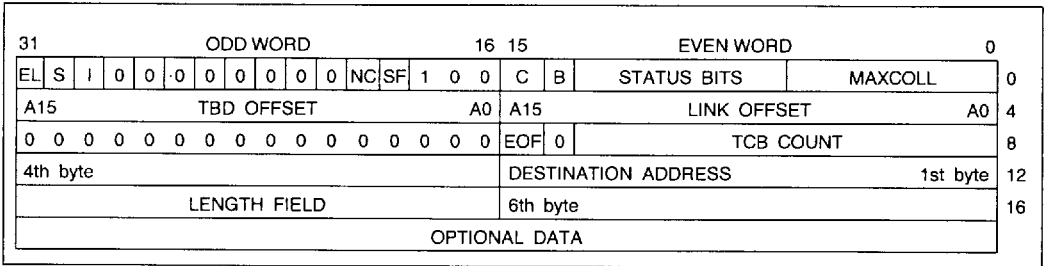 31 ODD WORD 16 15 EVEN WORD 0
EL S I 0 0 0 0 0 0 0 0 NC SF 1 0 0 C B STATUS BITS MAXCOLL 0
A15 TBD OFFSET A0 A15 LINK OFFSET A0 4
0 0 0 0 0 0 0 0 0 0 0 0 0 0 0 0 EOF 0 TCB COUNT 8
4th byte DESTINATION ADDRESS 1st byte 12
LENGTH FIELD 6th byte 16
OPTIONAL DATA